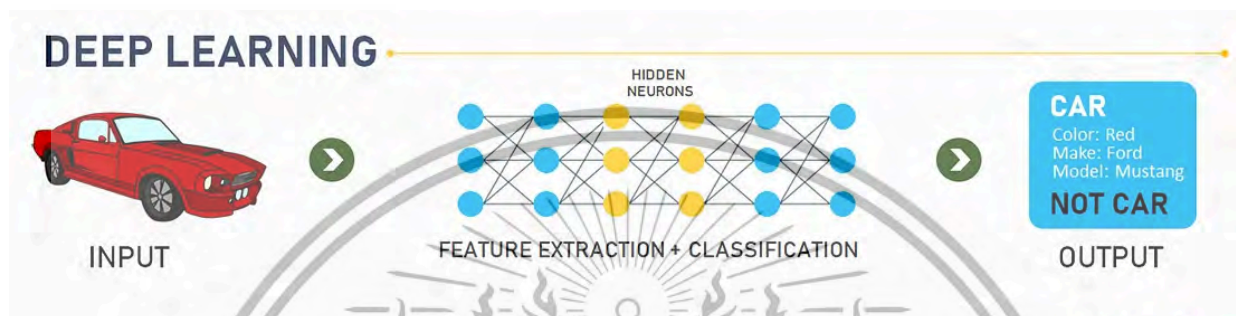 DEEP LEARNING
HIDDEN
NEURONS
CAR
Color: Red
Make: Ford
Model: Mustang
NOT CAR
INPUT
FEATURE EXTRACTION + CLASSIFICATION
OUTPUT